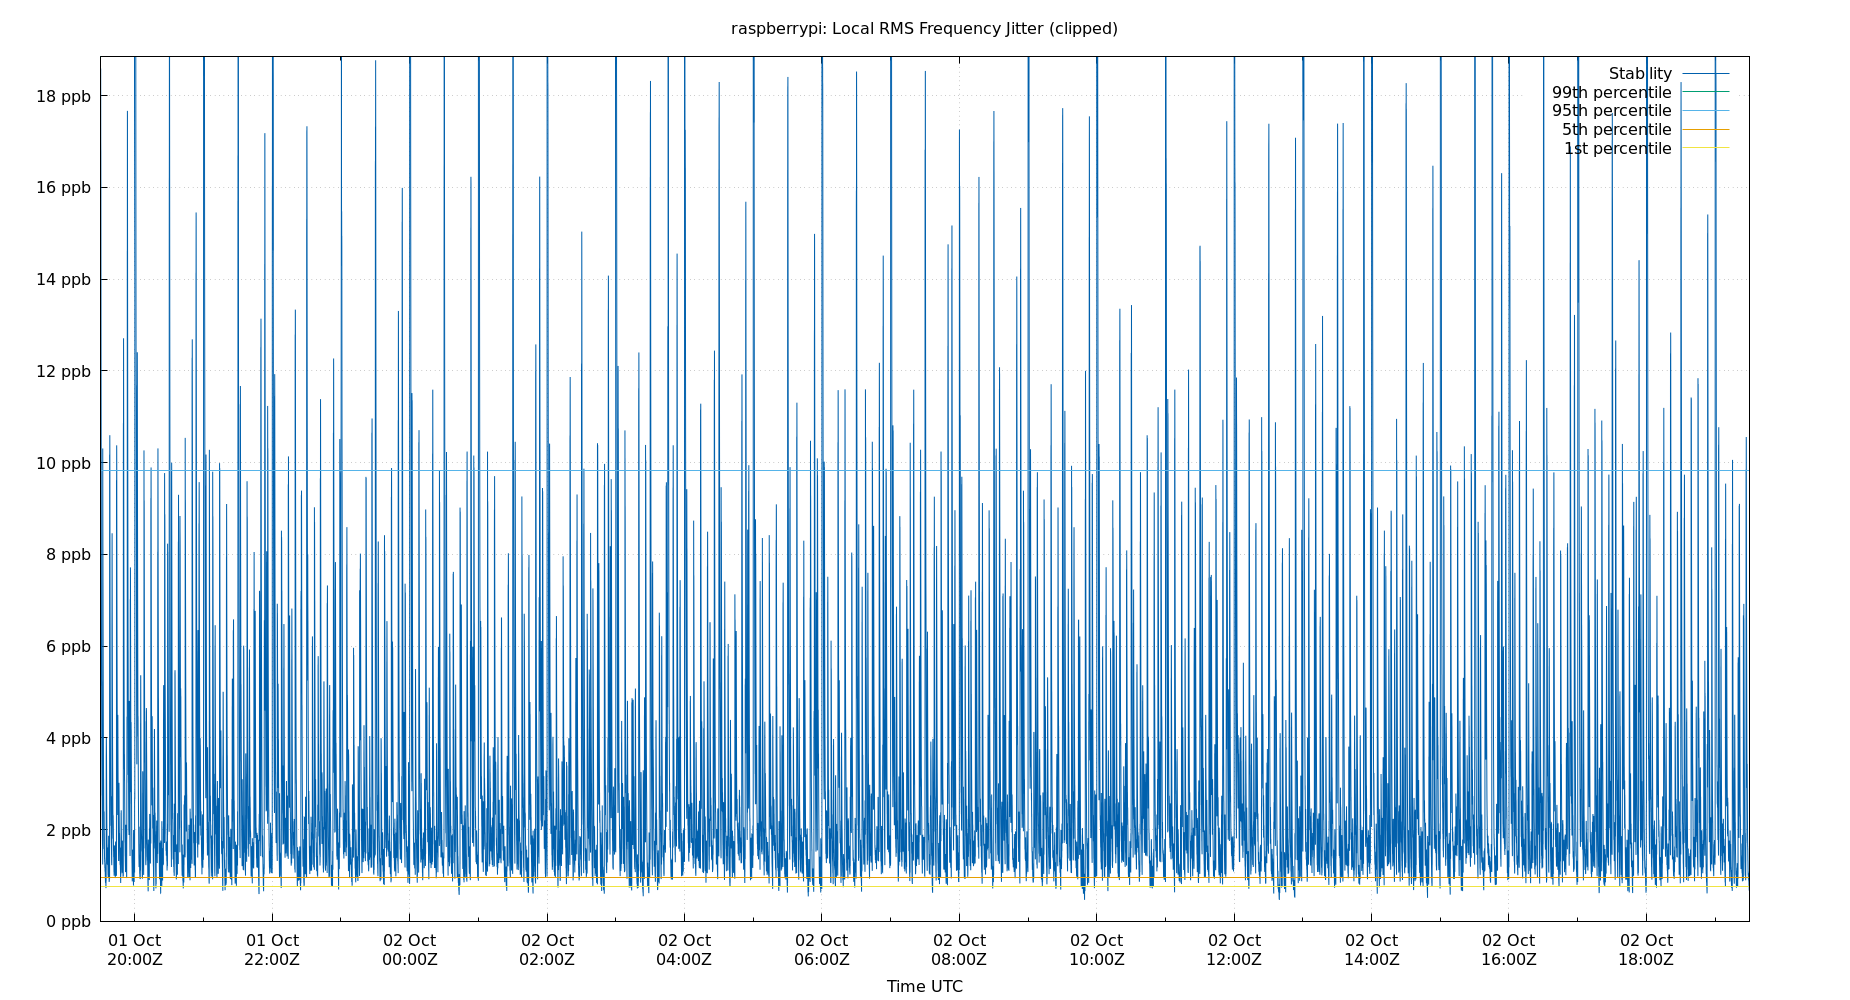 raspberrypi: Local RMS Frequency Jitter (clipped)
Stability
99th percentile
95th percentile
5th percentile
1st percentile
18 ppb
16 ppb
14 ppb
12 ppb
10 ppb
8 ppb
6 ppb
4 ppb
2 ppb
0 ppb
01 Oct 01 Oct 02 Oct 02 Oct 02 Oct 02 Oct 02 Oct 02 Oct 02 Oct 02 Oct 02 Oct 02 Oct
20:00Z 22:00Z 00:00Z 02:00Z 04:00Z 06:00Z 08:00Z 10:00Z 12:00Z 14:00Z 16:00Z 18:00Z
Time UTC